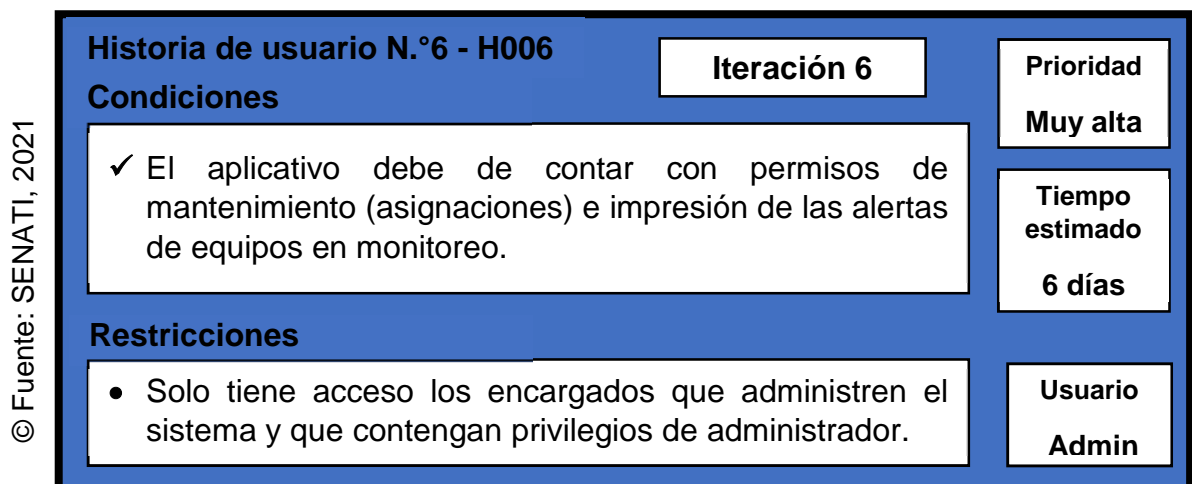 Historia de usuario N.°6 - H006
Iteración 6
Condiciones
✓ El aplicativo debe de contar con permisos de
mantenimiento (asignaciones) e impresión de las alertas
de equipos en monitoreo.
Restricciones
• Solo tiene acceso los encargados que administren el
sistema y que contengan privilegios de administrador.
Prioridad
Muy alta
Tiempo
estimado
6 días
Usuario
Admin
© Fuente: SENATI, 2021